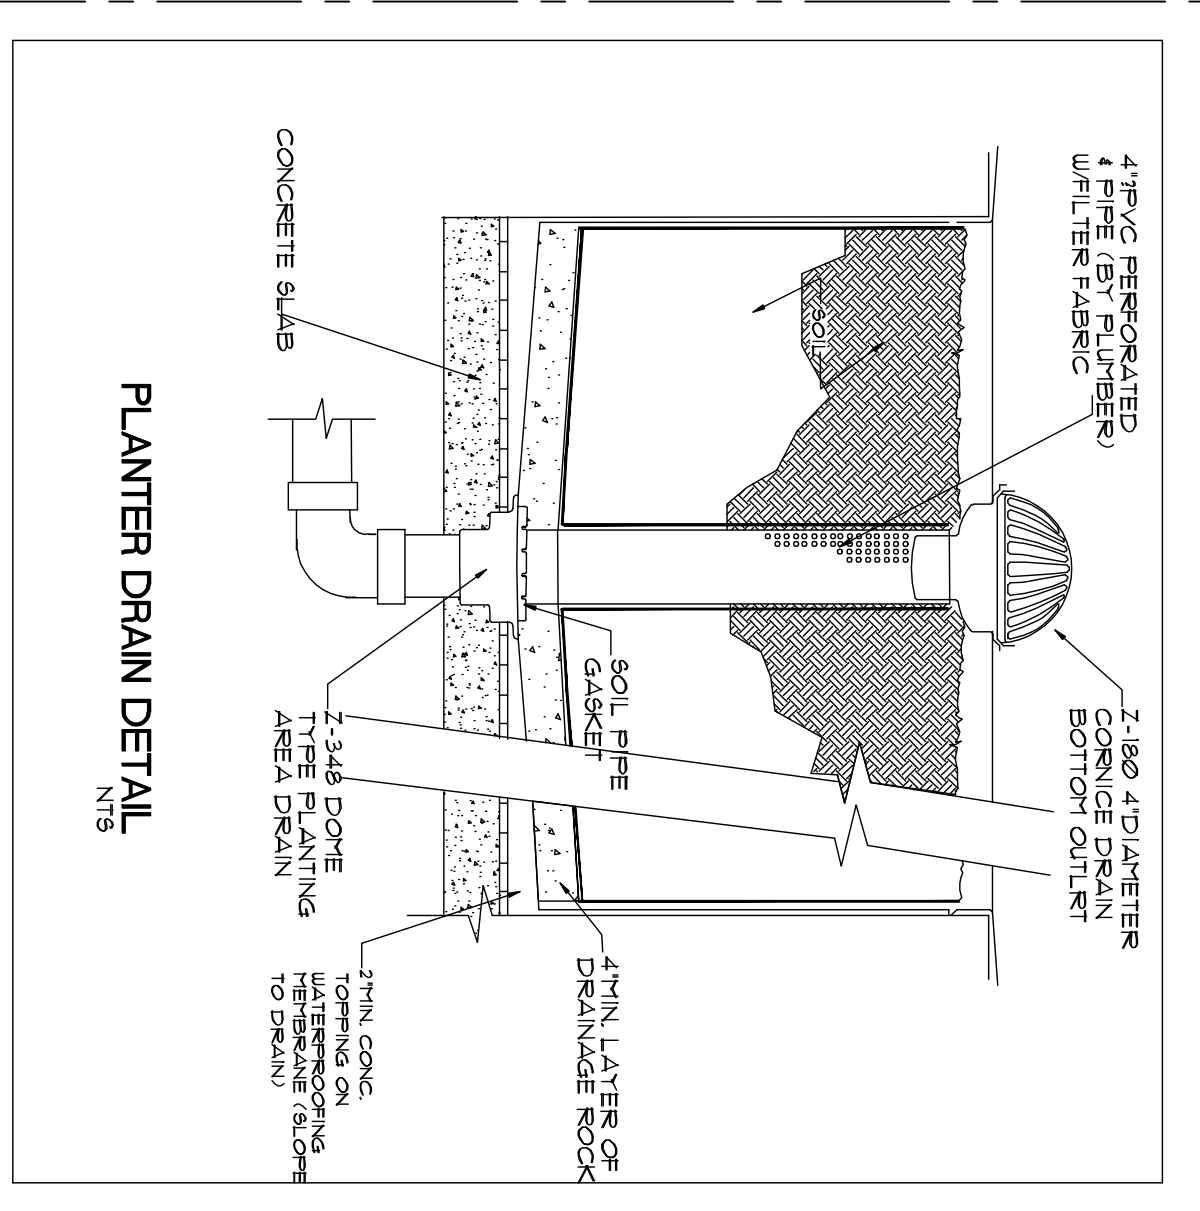 4"?PVC PERFORATED
& PIPE (BY PLUMBER)
W/FILTER FABRIC
Z-180 4"DIAMETER
CORNICE DRAIN
BOTTOM OUTLRT
SOIL
SOIL PIPE
GASKET
4"MIN. LAYER OF
DRAINAGE ROCK
CONCRETE SLAB
Z-348 DOME
TYPE PLANTING
AREA DRAIN
2"MIN. CONC.
TOPPING ON
WATERPROOFING
MEMBRANE (SLOPE
TO DRAIN)
PLANTER DRAIN DETAIL
NTS